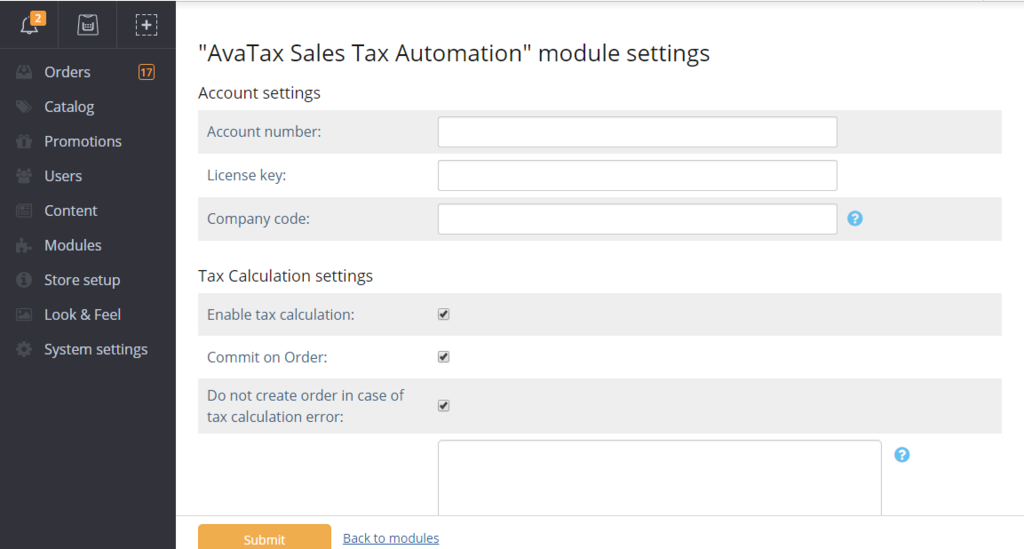 2
Orders 17
Catalog
Promotions
Users
Content
Modules
Store setup
Look & Feel
System settings
"AvaTax Sales Tax Automation" module settings
Account settings
Account number:
License key:
Company code: ?
Tax Calculation settings
Enable tax calculation:
Commit on Order:
Do not create order in case of
tax calculation error:
?
Submit Back to modules